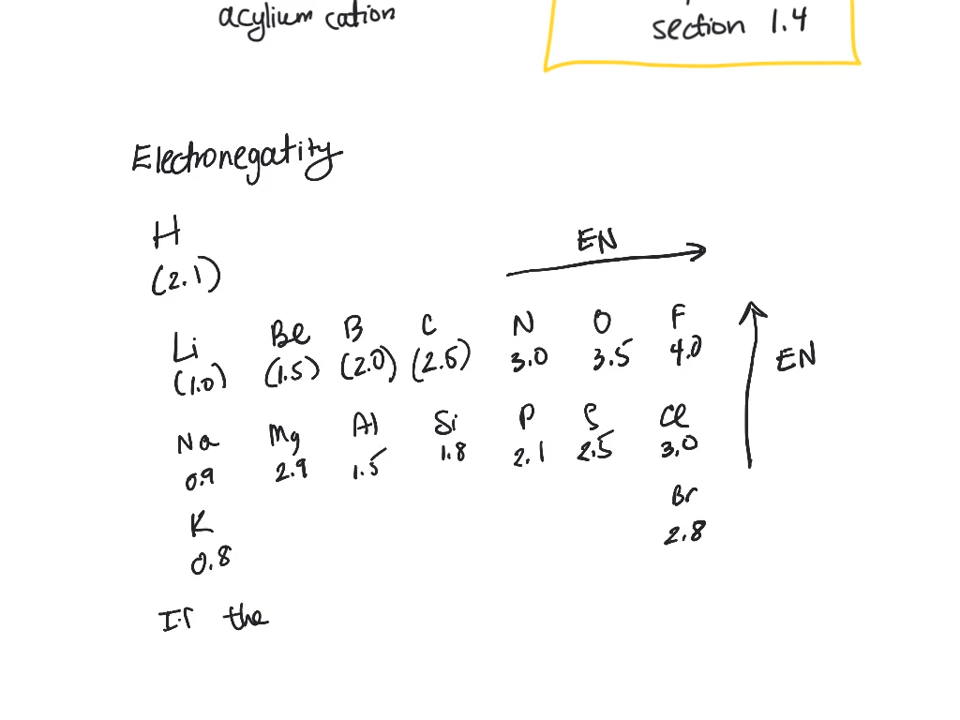 acylium cation
section 1.4
Electronegatity
H
(2.1)
EN
Li Be B C N O F
(1.0) (1.5) (2.0) (2.5) 3.0 3.5 4.0
EN
Na Mg Al Si P S Cl
0.9 2.9 1.5 1.8 2.1 2.5 3.0
Br
2.8
K
0.8
If the